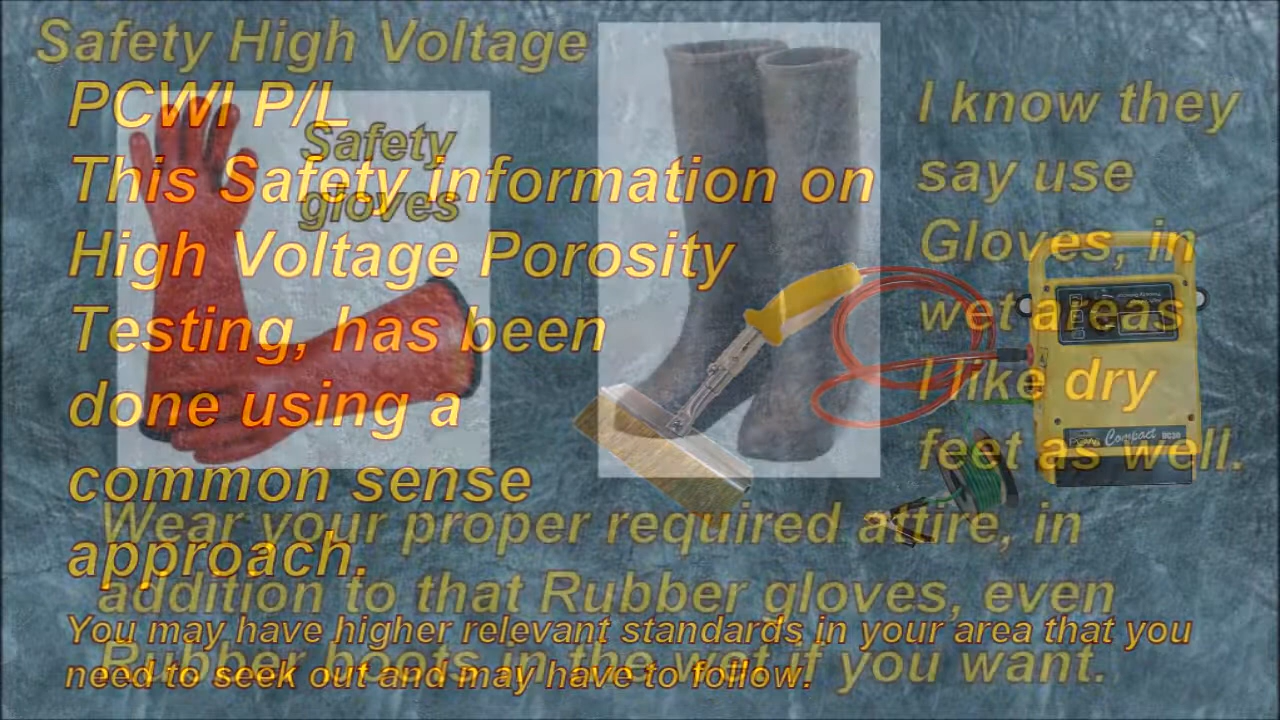 Safety High Voltage
PCWI P/L
This Safety information on
High Voltage Porosity
Testing, has been
done using a
common sense
approach.
You may have higher relevant standards in your area that you
need to seek out and may have to follow.
Safety
gloves
I know they
say use
Gloves, in
wet areas
I like dry
feet as well.
Wear your proper required attire, in
addition to that Rubber gloves, even
Rubber boots in the wet if you want.
PCWI Compact DC30